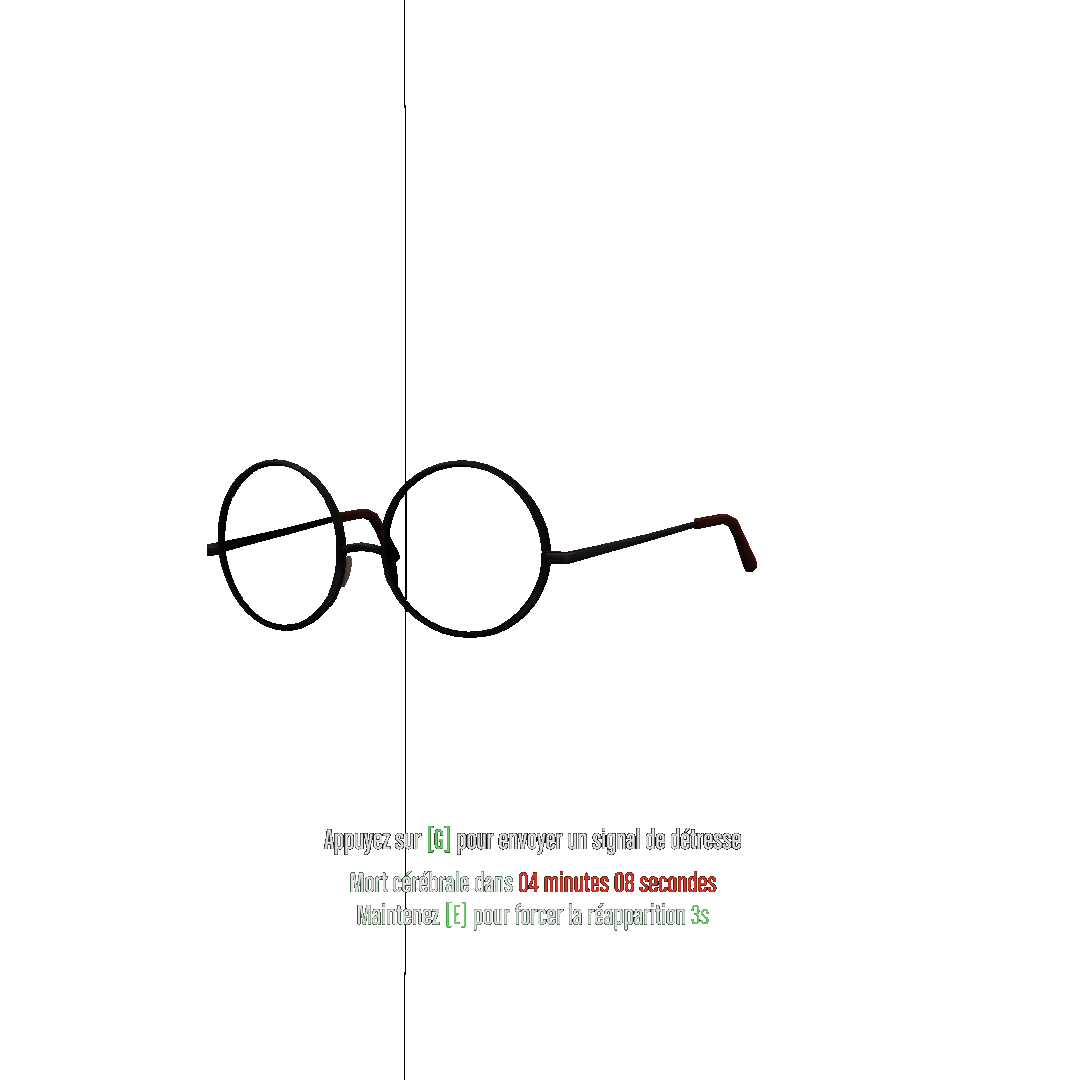 Appuyez sur [G] pour envoyer un signal de détresse
Mort cérébrale dans 04 minutes 08 secondes
Maintenez [E] pour forcer la réapparition 3s